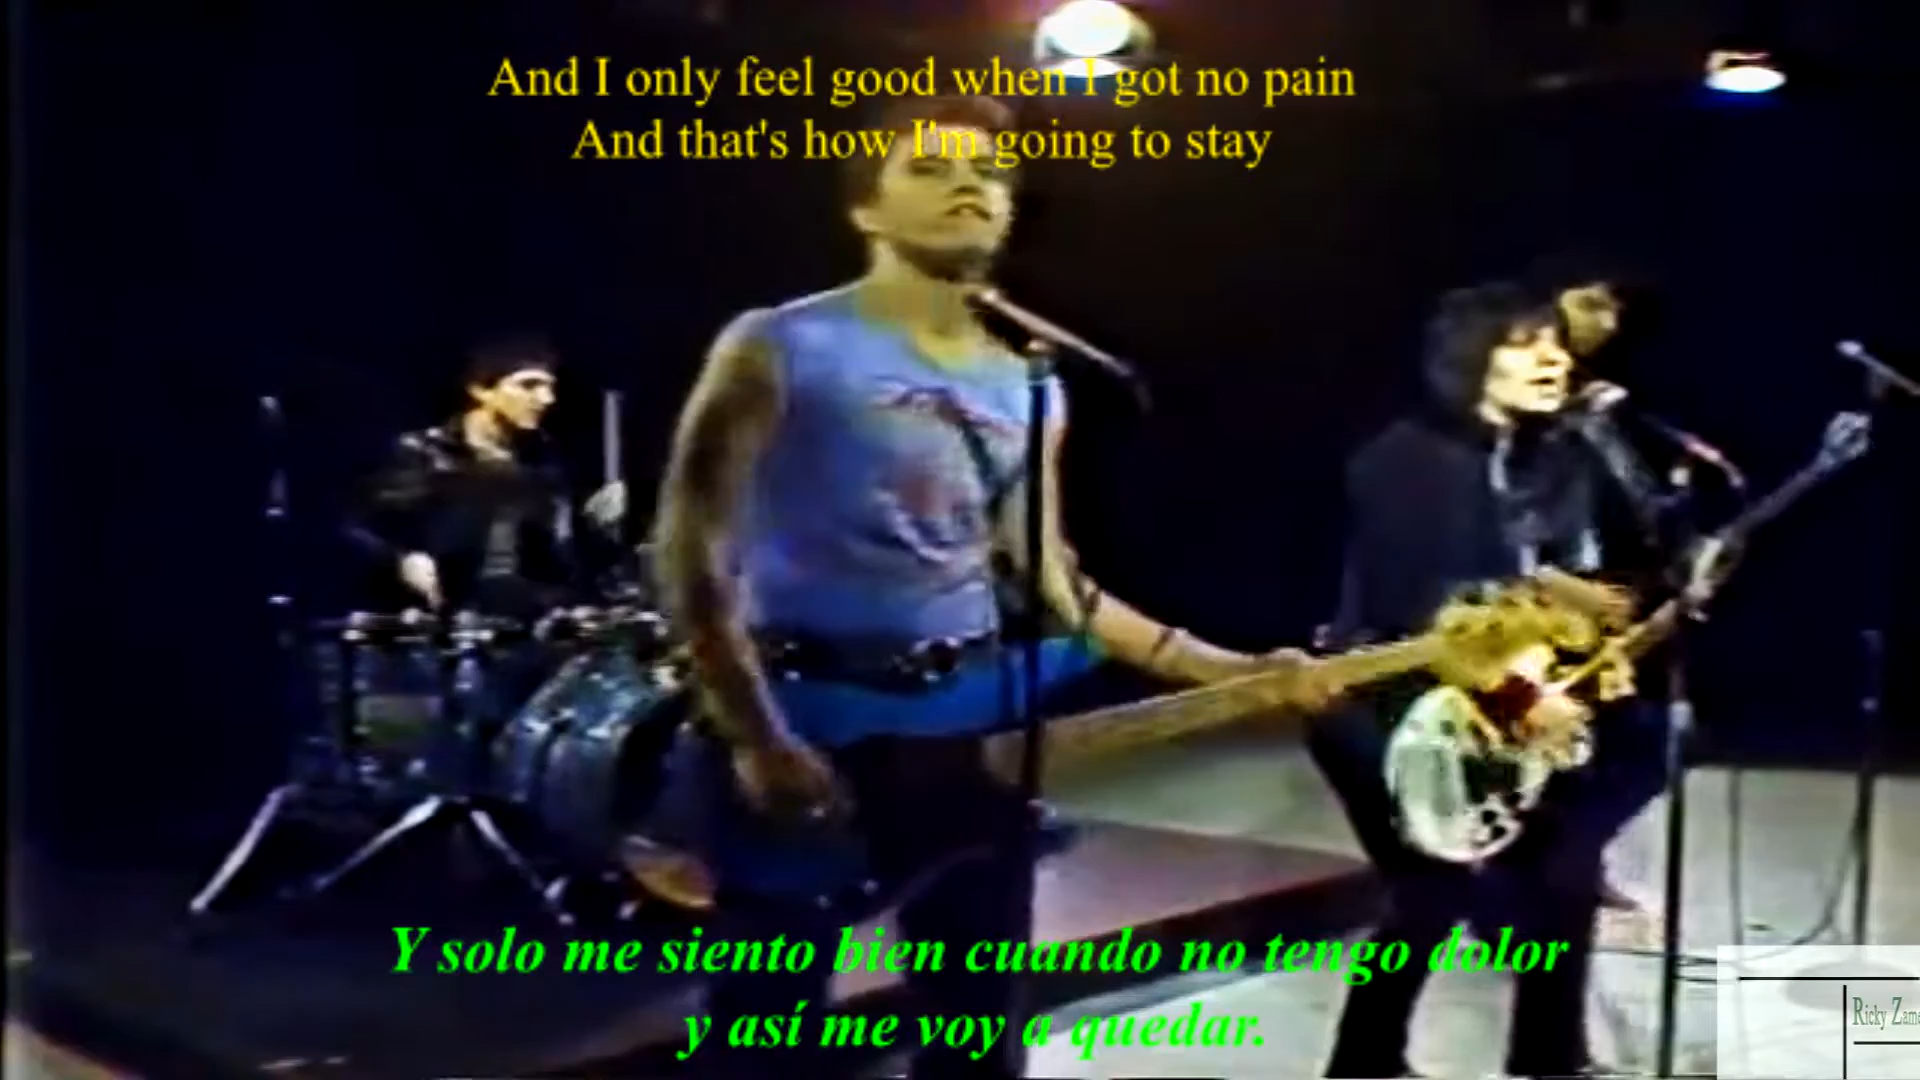 And I only feel good when I got no pain
And that's how I'm going to stay
Y solo me siento bien cuando no tengo dolor
y así me voy a quedar.
Ricky Zame